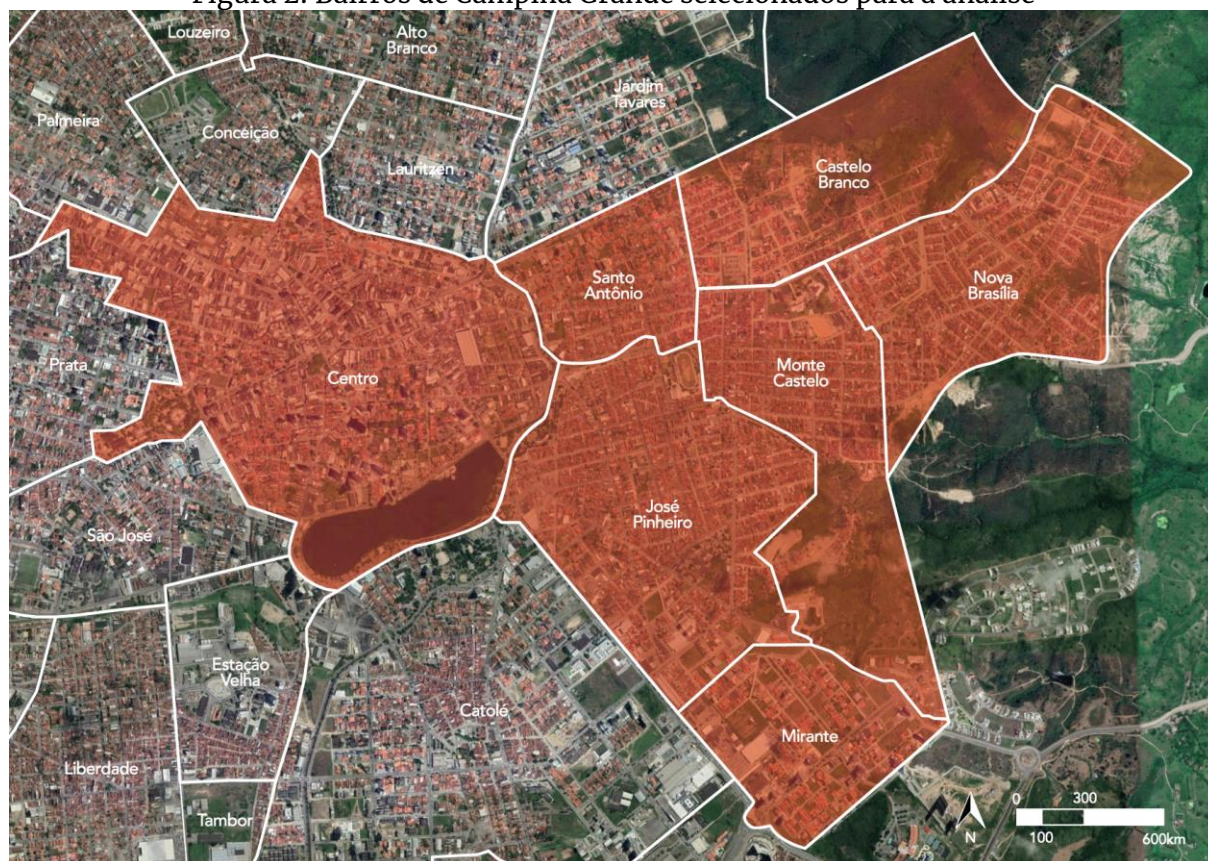 Figura 2: Bairros de Campina Grande selecionados para a análise
Louzeiro
Alto
Branco
Palmeira
Conceição
Lauritzen
Jardim
Tavares
Castelo
Branco
Santo
Antônio
Nova
Brasília
Prata
Centro
Monte
Castelo
São José
José
Pinheiro
Estação
Velha
Catolé
Mirante
Liberdade
Tambor
N
0 300
100 600km